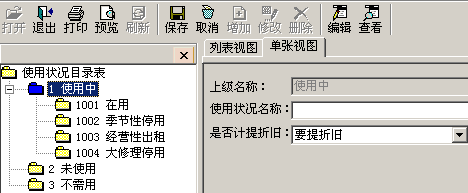 打开 退出 打印 预览 刷新 保存 取消 增加 修改 删除 编辑 查看
列表视图 单张视图
使用状况目录表
1 使用中
1001 在用
1002 季节性停用
1003 经营性出租
1004 大修理停用
2 未使用
3 不需用
上级名称：
使用中
使用状况名称：
是否计提折旧：
要提折旧